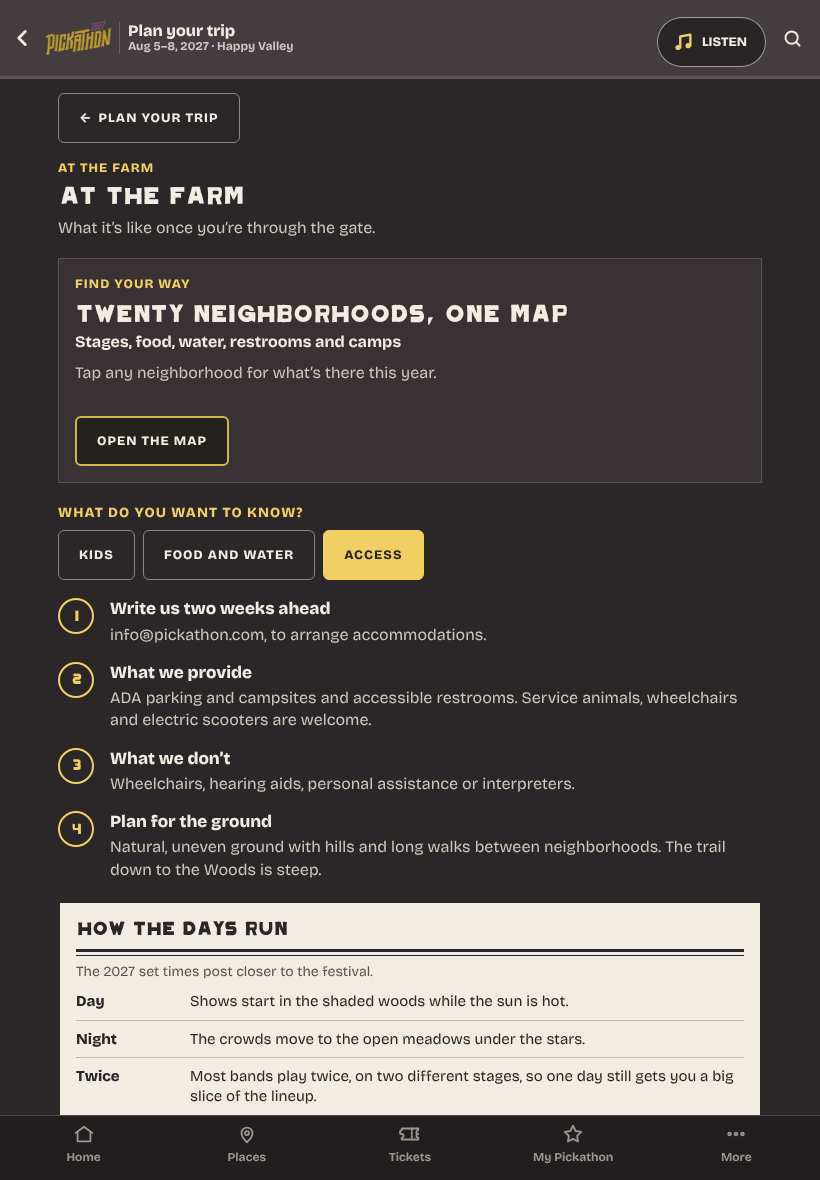 PICKATHON
Plan your trip
Aug 5–8, 2027 · Happy Valley
LISTEN
← PLAN YOUR TRIP
AT THE FARM
AT THE FARM
What it's like once you're through the gate.
FIND YOUR WAY
TWENTY NEIGHBORHOODS, ONE MAP
Stages, food, water, restrooms and camps
Tap any neighborhood for what's there this year.
OPEN THE MAP
WHAT DO YOU WANT TO KNOW?
KIDS
FOOD AND WATER
ACCESS
1
Write us two weeks ahead
info@pickathon.com, to arrange accommodations.
2
What we provide
ADA parking and campsites and accessible restrooms. Service animals, wheelchairs
and electric scooters are welcome.
3
What we don't
Wheelchairs, hearing aids, personal assistance or interpreters.
4
Plan for the ground
Natural, uneven ground with hills and long walks between neighborhoods. The trail
down to the Woods is steep.
HOW THE DAYS RUN
The 2027 set times post closer to the festival.
Day
Shows start in the shaded woods while the sun is hot.
Night
The crowds move to the open meadows under the stars.
Twice
Most bands play twice, on two different stages, so one day still gets you a big
slice of the lineup.
Home
Places
Tickets
My Pickathon
More